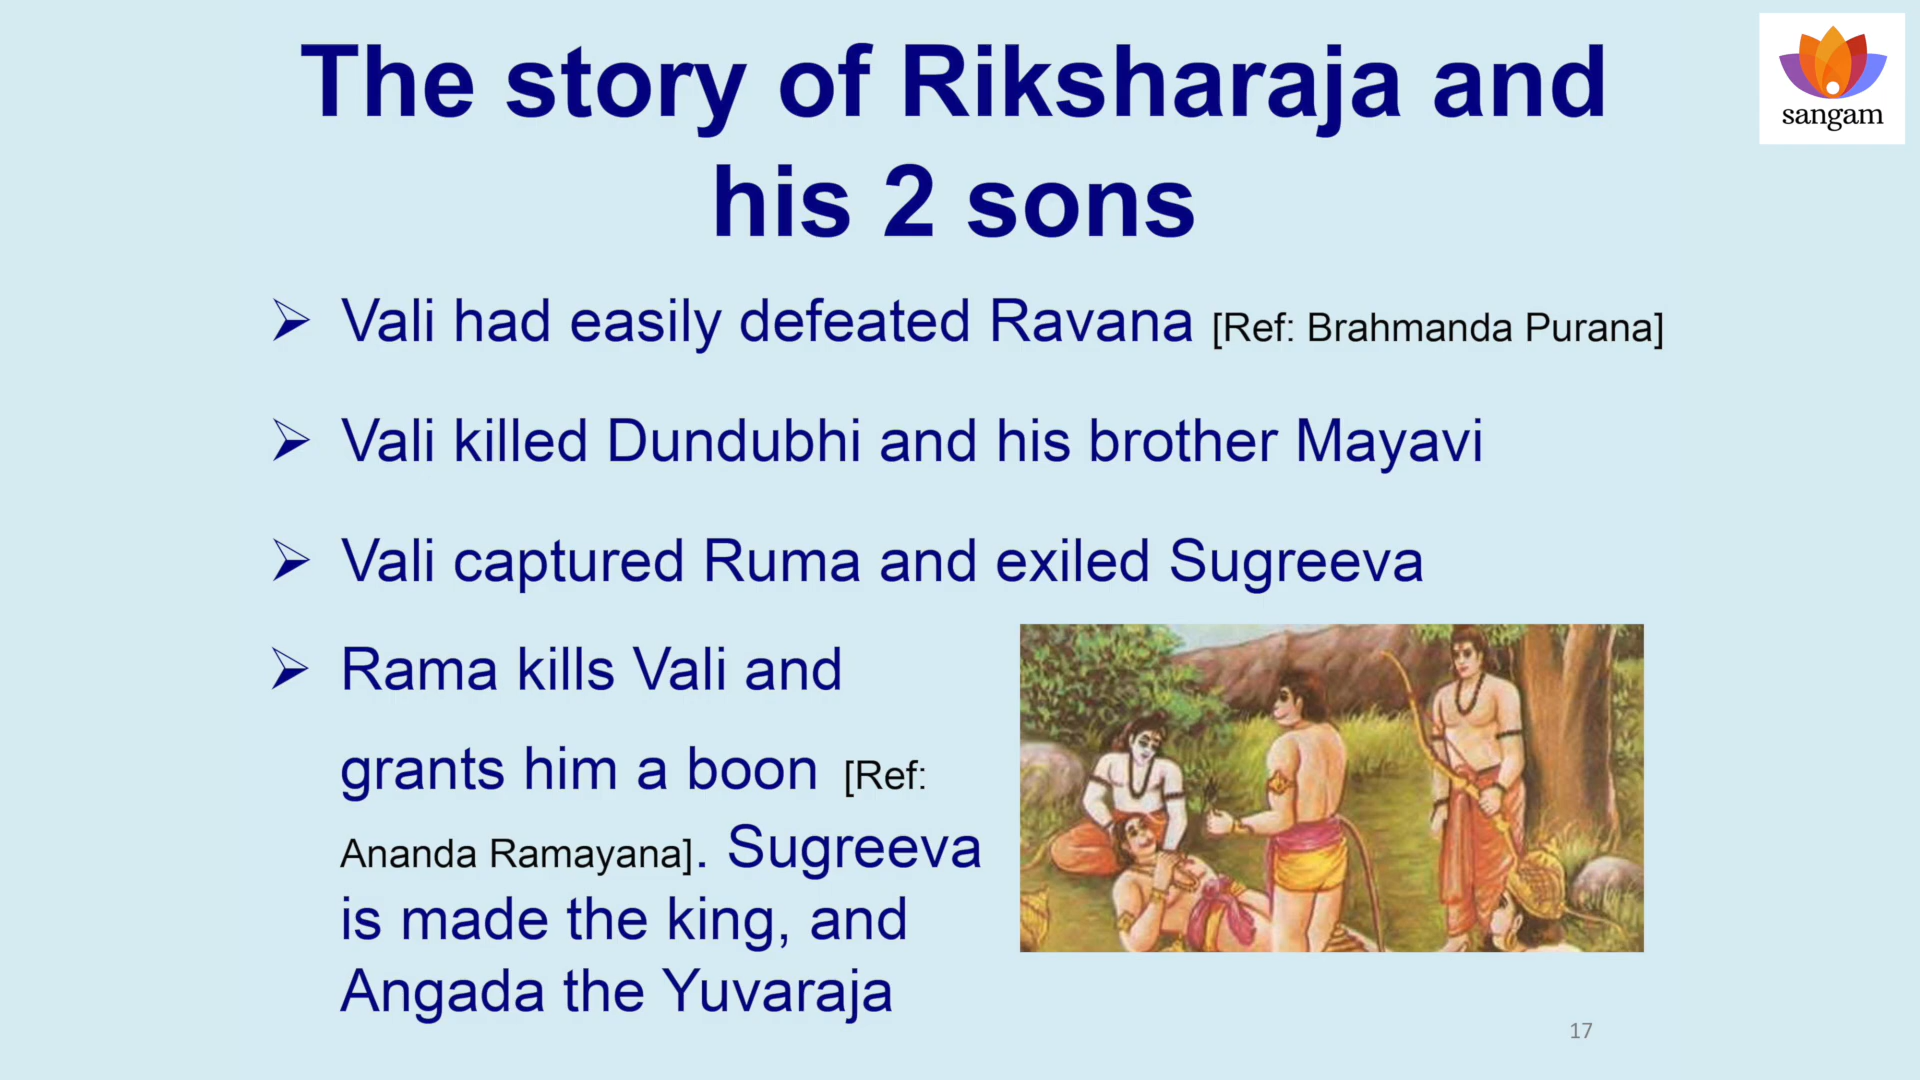 The story of Riksharaja and
his 2 sons
sangam
➢ Vali had easily defeated Ravana [Ref: Brahmanda Purana]
➢ Vali killed Dundubhi and his brother Mayavi
➢ Vali captured Ruma and exiled Sugreeva
➢ Rama kills Vali and
grants him a boon [Ref:
Ananda Ramayana]. Sugreeva
is made the king, and
Angada the Yuvaraja
17